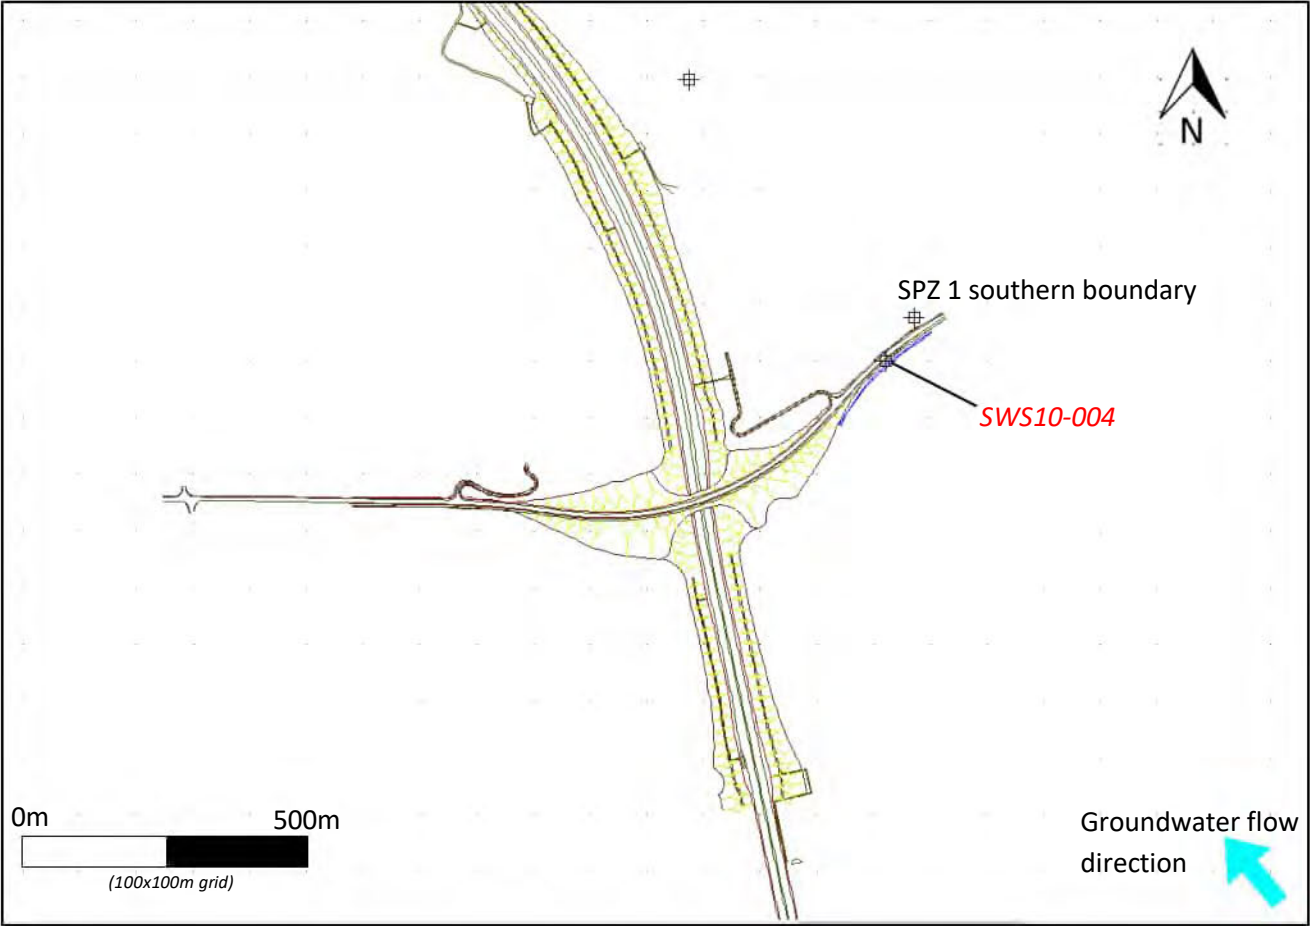 N
SPZ 1 southern boundary
SWS10-004
0m 500m
(100x100m grid)
Groundwater flow
direction